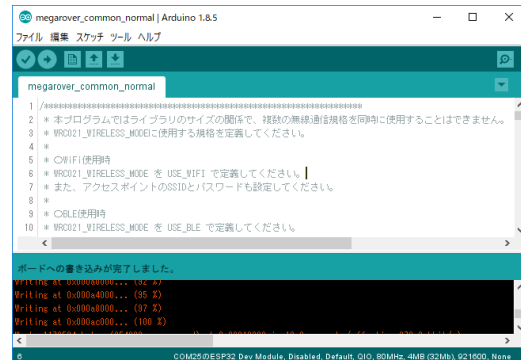 megarover_common_normal | Arduino 1.8.5
ファイル 編集 スケッチ ツール ヘルプ
megarover_common_normal
1 /*****************************************************************
2 * 本プログラムではライブラリのサイズの関係で、複数の無線通信規格を同時に使用することはできません。
3 * WRC021_WIRELESS_MODEに使用する規格を定義してください。
4 *
5 * ○WiFi使用時
6 * WRC021_WIRELESS_MODE を USE_WIFI で定義してください。
7 * また、アクセスポイントのSSIDとパスワードも設定してください。
8 *
9 * ○BLE使用時
10 * WRC021_WIRELESS_MODE を USE_BLE で定義してください。
ボードへの書き込みが完了しました。
Writing at 0x000a0000... (92 %)
Writing at 0x000a4000... (95 %)
Writing at 0x000a8000... (97 %)
Writing at 0x000ac000... (100 %)
6 COM25のESP32 Dev Module, Disabled, Default, QIO, 80MHz, 4MB (32Mb), 921600, None